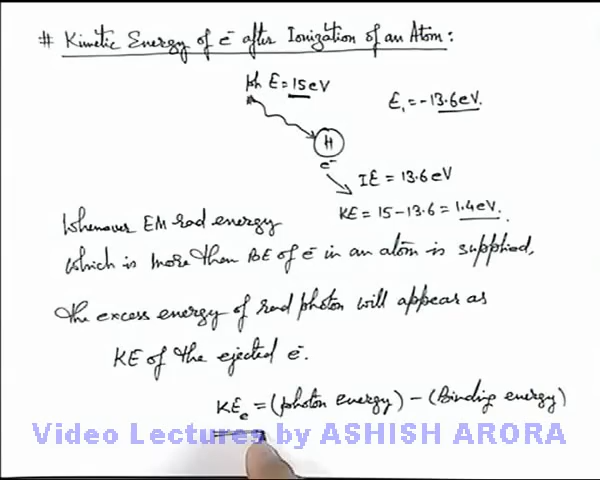 # Kinetic Energy of e⁻ after Ionization of an Atom:
ph E = 15eV
E₁ = -13.6eV.
H
e⁻
IE = 13.6eV
KE = 15-13.6 = 1.4eV.
Whenever EM rad energy
which is more then BE of e⁻ in an atom is supplied,
the excess energy of rad photon will appear as
KE of the ejected e⁻.
KEₑ = (photon energy) - (Binding energy)
Video Lectures by ASHISH ARORA